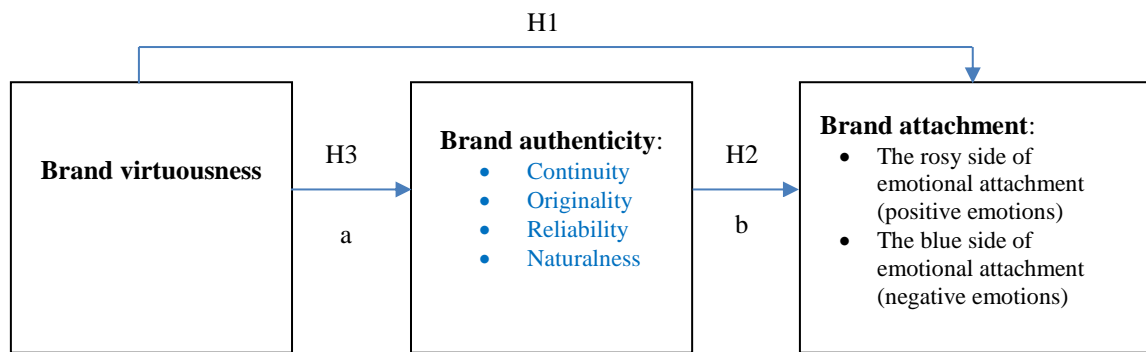 H1
Brand virtuousness
H3
a
Brand authenticity:
• Continuity
• Originality
• Reliability
• Naturalness
H2
b
Brand attachment:
• The rosy side of
emotional attachment
(positive emotions)
• The blue side of
emotional attachment
(negative emotions)